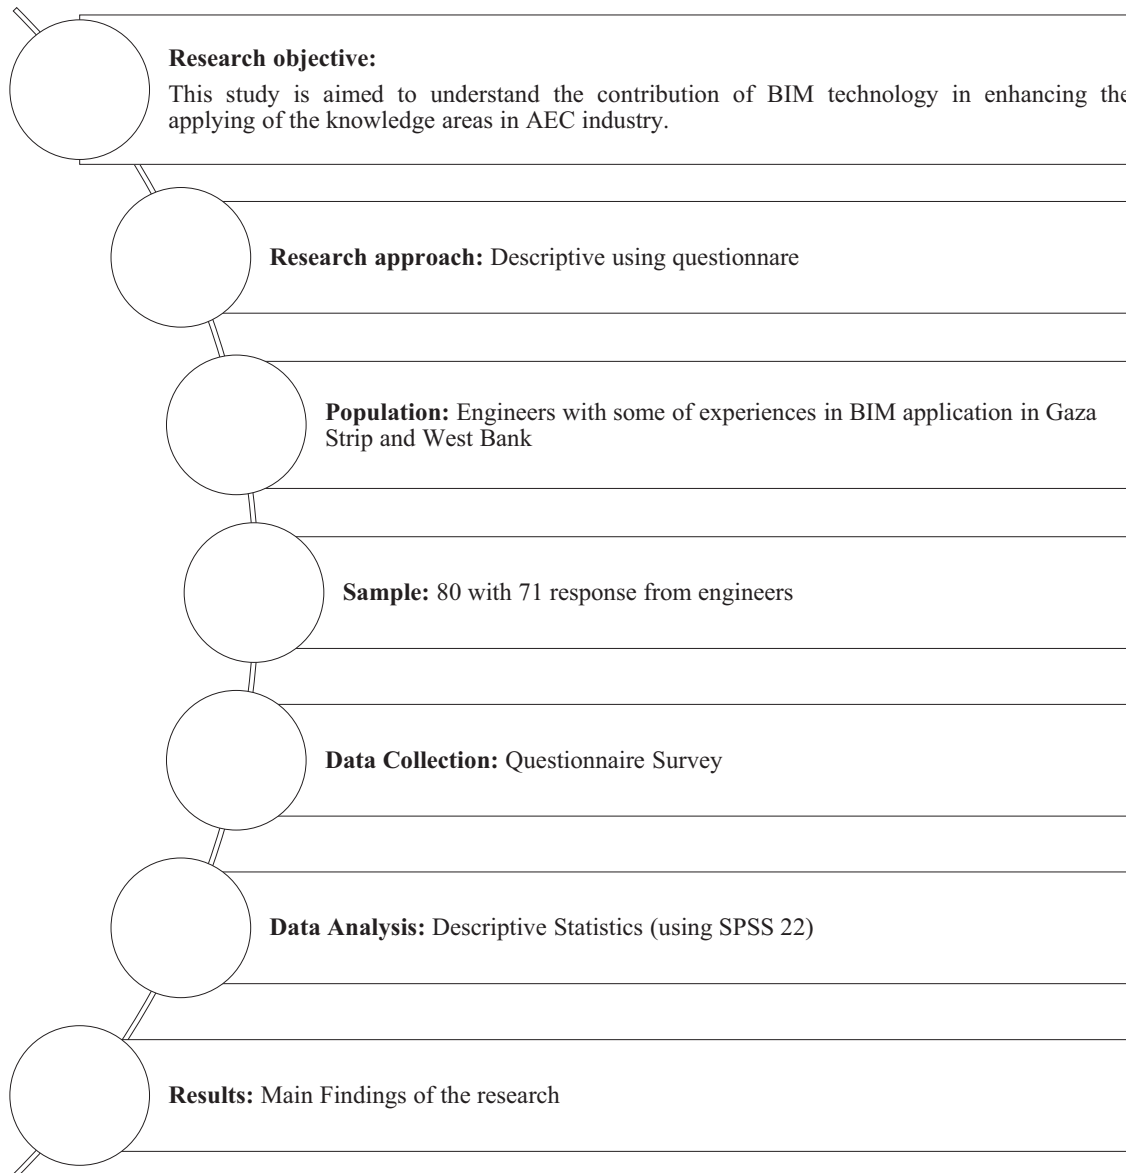 Research objective:
This study is aimed to understand the contribution of BIM technology in enhancing the
applying of the knowledge areas in AEC industry.
Research approach: Descriptive using questionnare
Population: Engineers with some of experiences in BIM application in Gaza
Strip and West Bank
Sample: 80 with 71 response from engineers
Data Collection: Questionnaire Survey
Data Analysis: Descriptive Statistics (using SPSS 22)
Results: Main Findings of the research